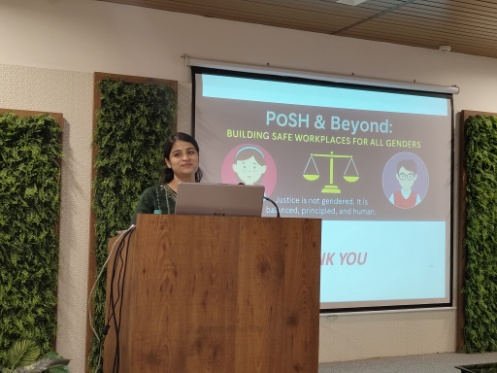 PoSH & Beyond:
BUILDING SAFE WORKPLACES FOR ALL GENDERS
Justice is not gendered. It is
balanced, principled, and human.
YOU